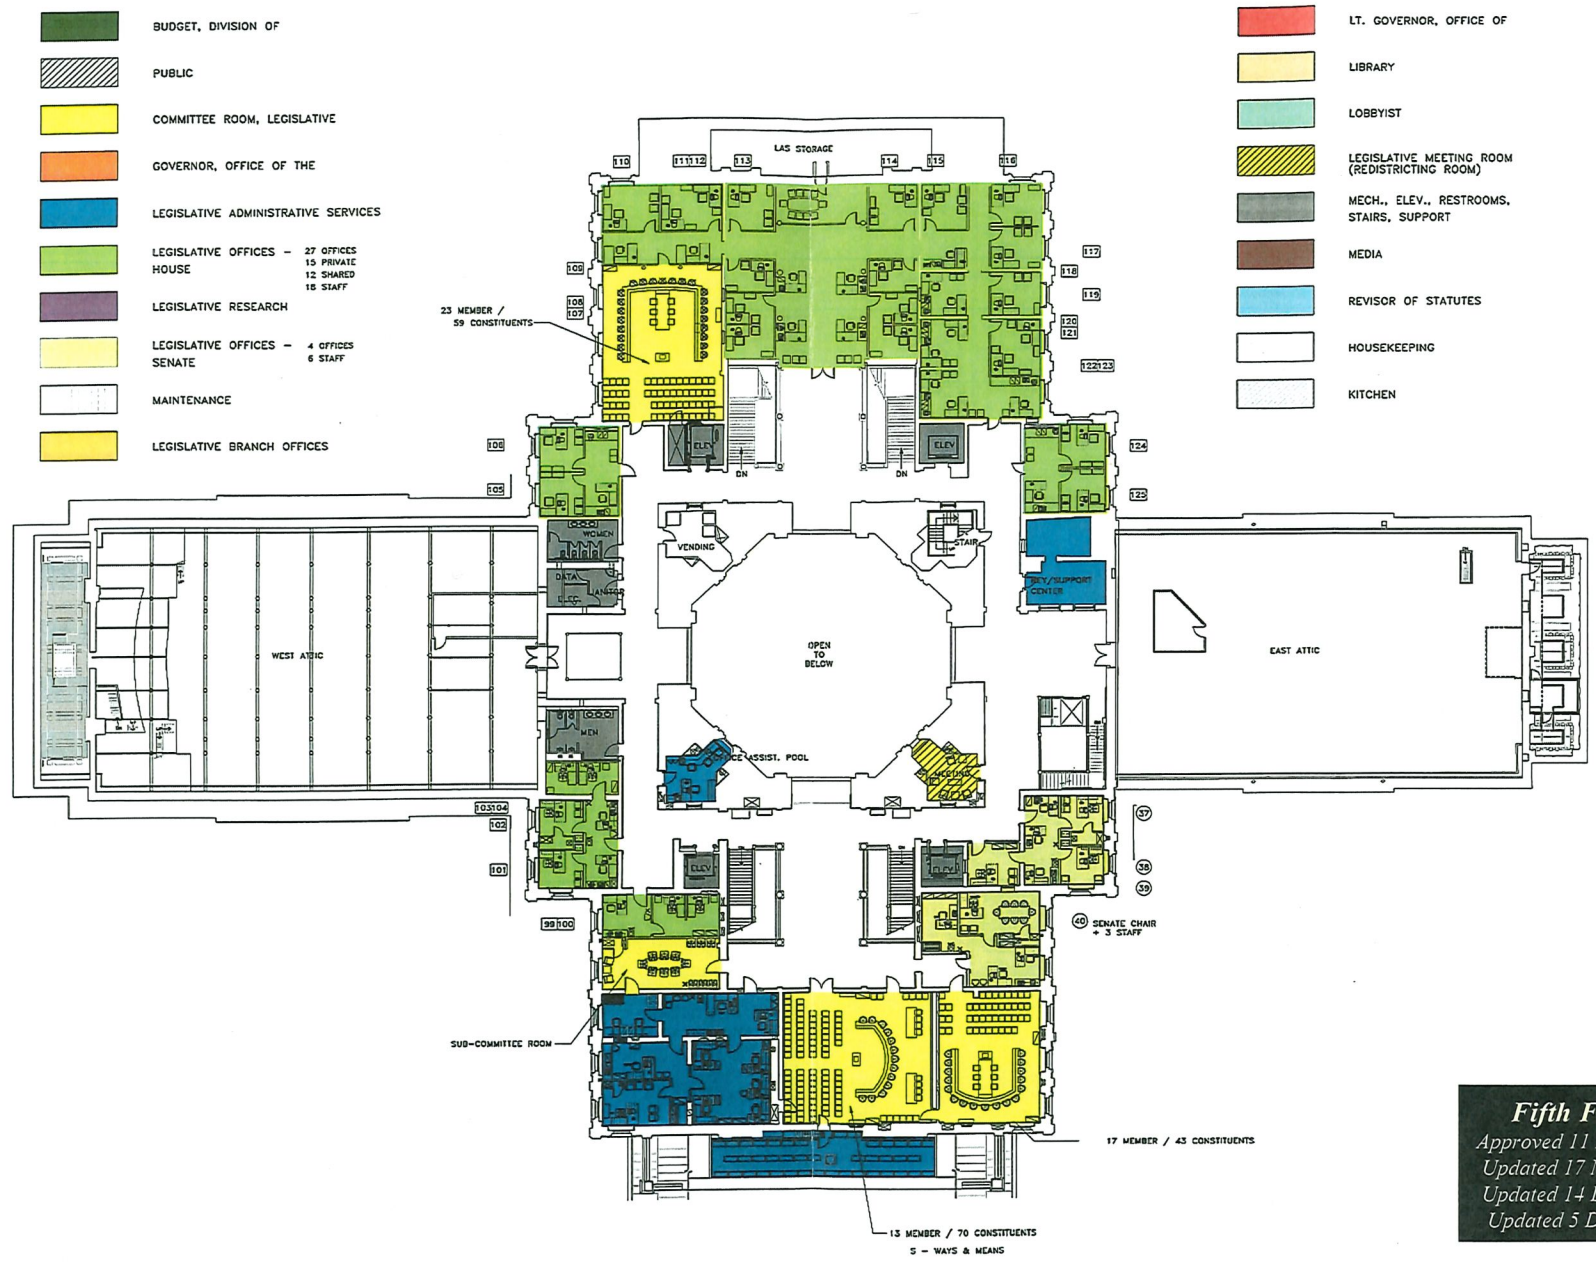 BUDGET, DIVISION OF
PUBLIC
COMMITTEE ROOM, LEGISLATIVE
GOVERNOR, OFFICE OF THE
LEGISLATIVE ADMINISTRATIVE SERVICES
LEGISLATIVE OFFICES - 27 OFFICES
HOUSE 15 PRIVATE
12 SHARED
18 STAFF
LEGISLATIVE RESEARCH
LEGISLATIVE OFFICES - 4 OFFICES
SENATE 6 STAFF
MAINTENANCE
LEGISLATIVE BRANCH OFFICES
LT. GOVERNOR, OFFICE OF
LIBRARY
LOBBYIST
LEGISLATIVE MEETING ROOM
(REDISTRICTING ROOM)
MECH., ELEV., RESTROOMS,
STAIRS, SUPPORT
MEDIA
REVISOR OF STATUTES
HOUSEKEEPING
KITCHEN
LAS STORAGE
110
111 112
113
114
115
116
109
117
118
108
107
119
23 MEMBER /
59 CONSTITUENTS
120
121
122 123
106
ELEV
ELEV
124
DN
DN
105
125
WOMEN
VENDING
STAIR
DATA
ELEC
JANITOR
KEY/SUPPORT
CENTER
WEST ATTIC
OPEN
TO
BELOW
EAST ATTIC
MEN
OFFICE ASSIST. POOL
MEETING
103 104
102
37
101
ELEV
ELEV
38
39
99 100
40 SENATE CHAIR
+ 3 STAFF
SUB-COMMITTEE ROOM
17 MEMBER / 43 CONSTITUENTS
13 MEMBER / 70 CONSTITUENTS
5 - WAYS & MEANS
Fifth F
Approved 11
Updated 17
Updated 14
Updated 5 D